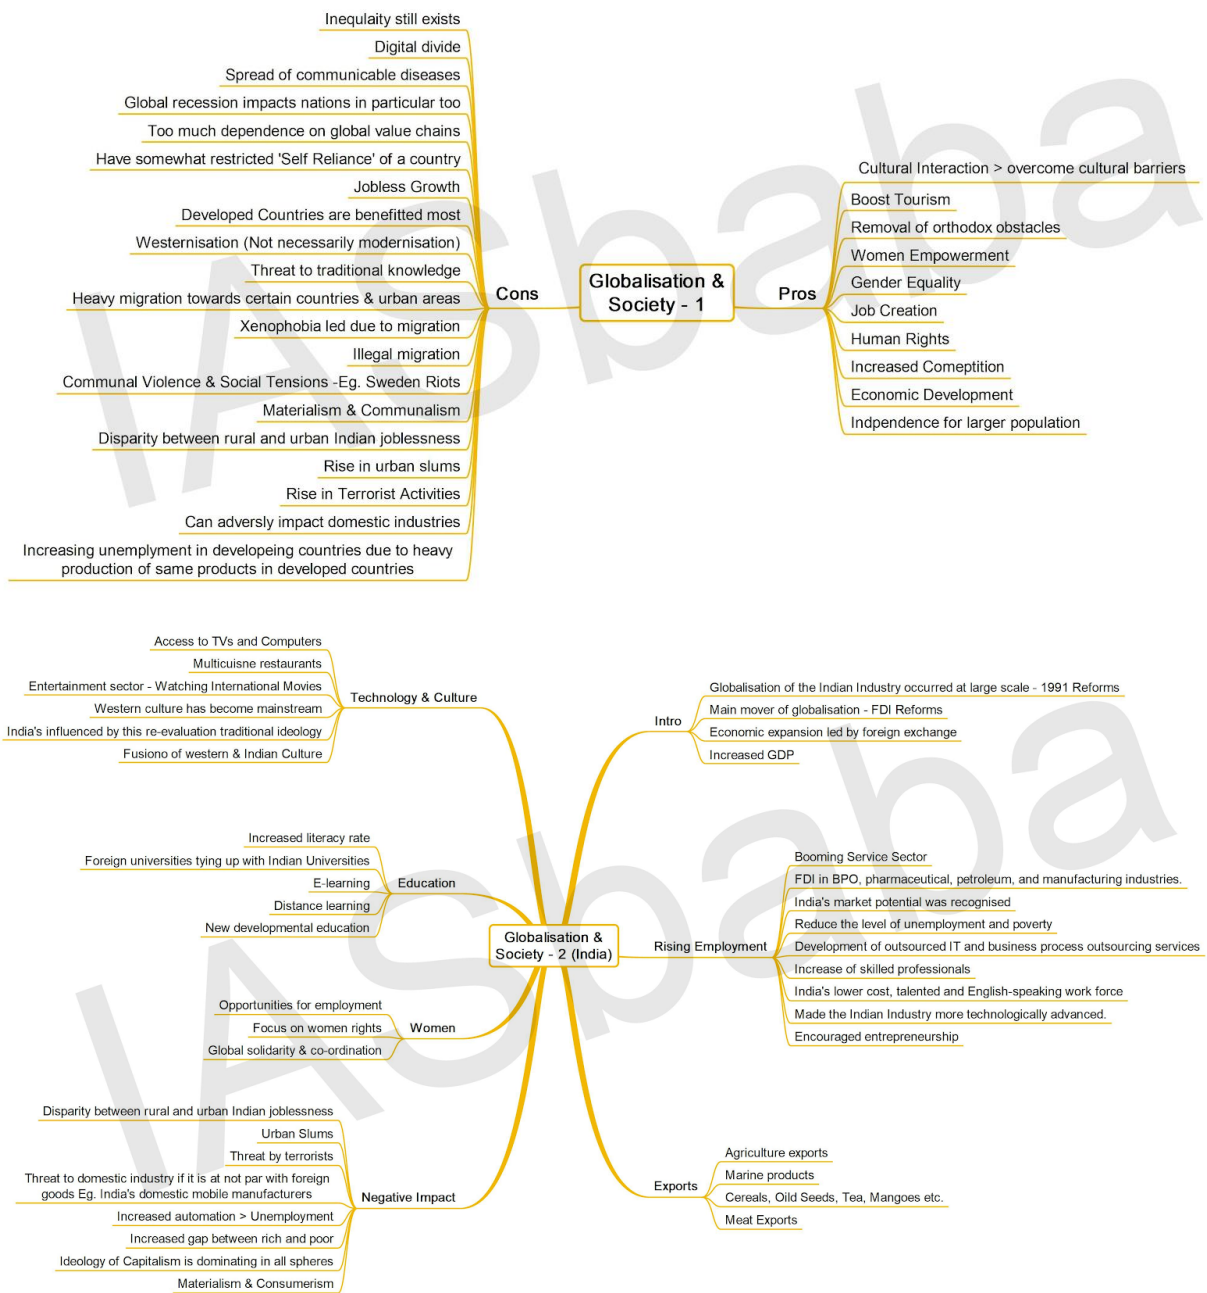 Inequlaity still exists
Digital divide
Spread of communicable diseases
Global recession impacts nations in particular too
Too much dependence on global value chains
Have somewhat restricted 'Self Reliance' of a country
Jobless Growth
Developed Countries are benefitted most
Westernisation (Not necessarily modernisation)
Threat to traditional knowledge
Heavy migration towards certain countries & urban areas
Xenophobia led due to migration
Illegal migration
Communal Violence & Social Tensions -Eg. Sweden Riots
Materialism & Communalism
Disparity between rural and urban Indian joblessness
Rise in urban slums
Rise in Terrorist Activities
Can adversly impact domestic industries
Increasing unemplyment in developeing countries due to heavy
production of same products in developed countries
Cons
Globalisation &
Society - 1
Pros
Cultural Interaction > overcome cultural barriers
Boost Tourism
Removal of orthodox obstacles
Women Empowerment
Gender Equality
Job Creation
Human Rights
Increased Comeptition
Economic Development
Indpendence for larger population
IASbaba
Access to TVs and Computers
Multicuisne restaurants
Entertainment sector - Watching International Movies
Western culture has become mainstream
India's influenced by this re-evaluation traditional ideology
Fusiono of western & Indian Culture
Technology & Culture
Increased literacy rate
Foreign universities tying up with Indian Universities
E-learning
Distance learning
New developmental education
Education
Opportunities for employment
Focus on women rights
Global solidarity & co-ordination
Women
Disparity between rural and urban Indian joblessness
Urban Slums
Threat by terrorists
Threat to domestic industry if it is at not par with foreign
goods Eg. India's domestic mobile manufacturers
Increased automation > Unemployment
Increased gap between rich and poor
Ideology of Capitalism is dominating in all spheres
Materialism & Consumerism
Negative Impact
Globalisation &
Society - 2 (India)
Intro
Globalisation of the Indian Industry occurred at large scale - 1991 Reforms
Main mover of globalisation - FDI Reforms
Economic expansion led by foreign exchange
Increased GDP
Rising Employment
Booming Service Sector
FDI in BPO, pharmaceutical, petroleum, and manufacturing industries.
India's market potential was recognised
Reduce the level of unemployment and poverty
Development of outsourced IT and business process outsourcing services
Increase of skilled professionals
India's lower cost, talented and English-speaking work force
Made the Indian Industry more technologically advanced.
Encouraged entrepreneurship
Exports
Agriculture exports
Marine products
Cereals, Oild Seeds, Tea, Mangoes etc.
Meat Exports
IASbaba